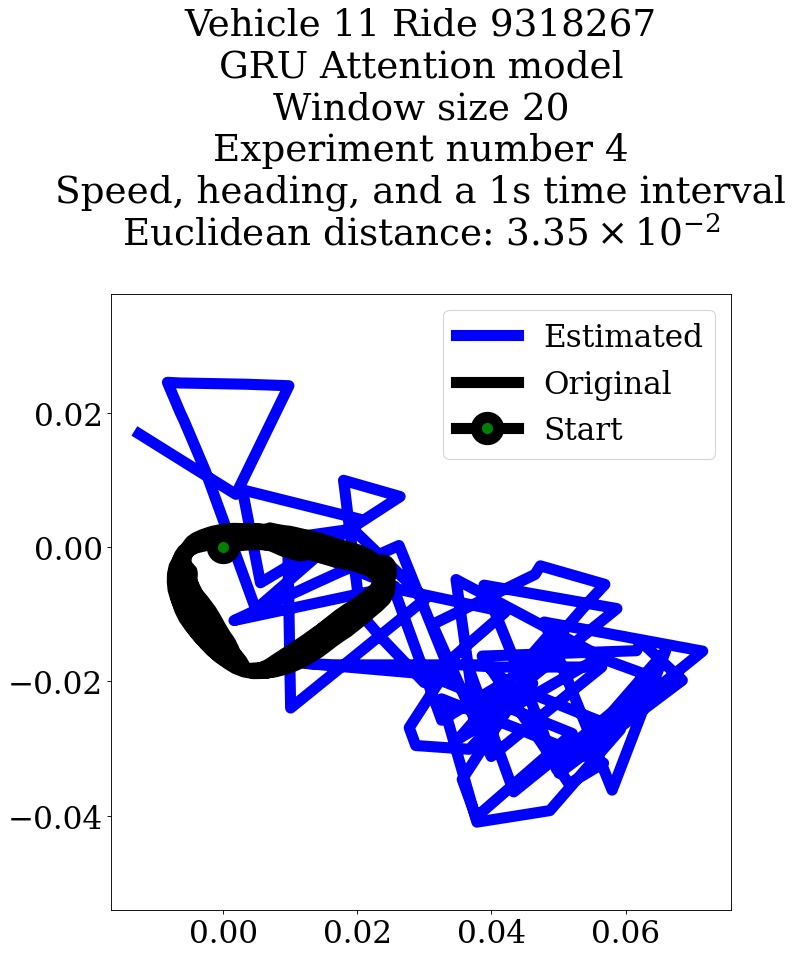 Vehicle 11 Ride 9318267
GRU Attention model
Window size 20
Experiment number 4
Speed, heading, and a 1s time interval
Euclidean distance: 3.35 × 10⁻²
Estimated
Original
Start
0.02
0.00
−0.02
−0.04
0.00 0.02 0.04 0.06